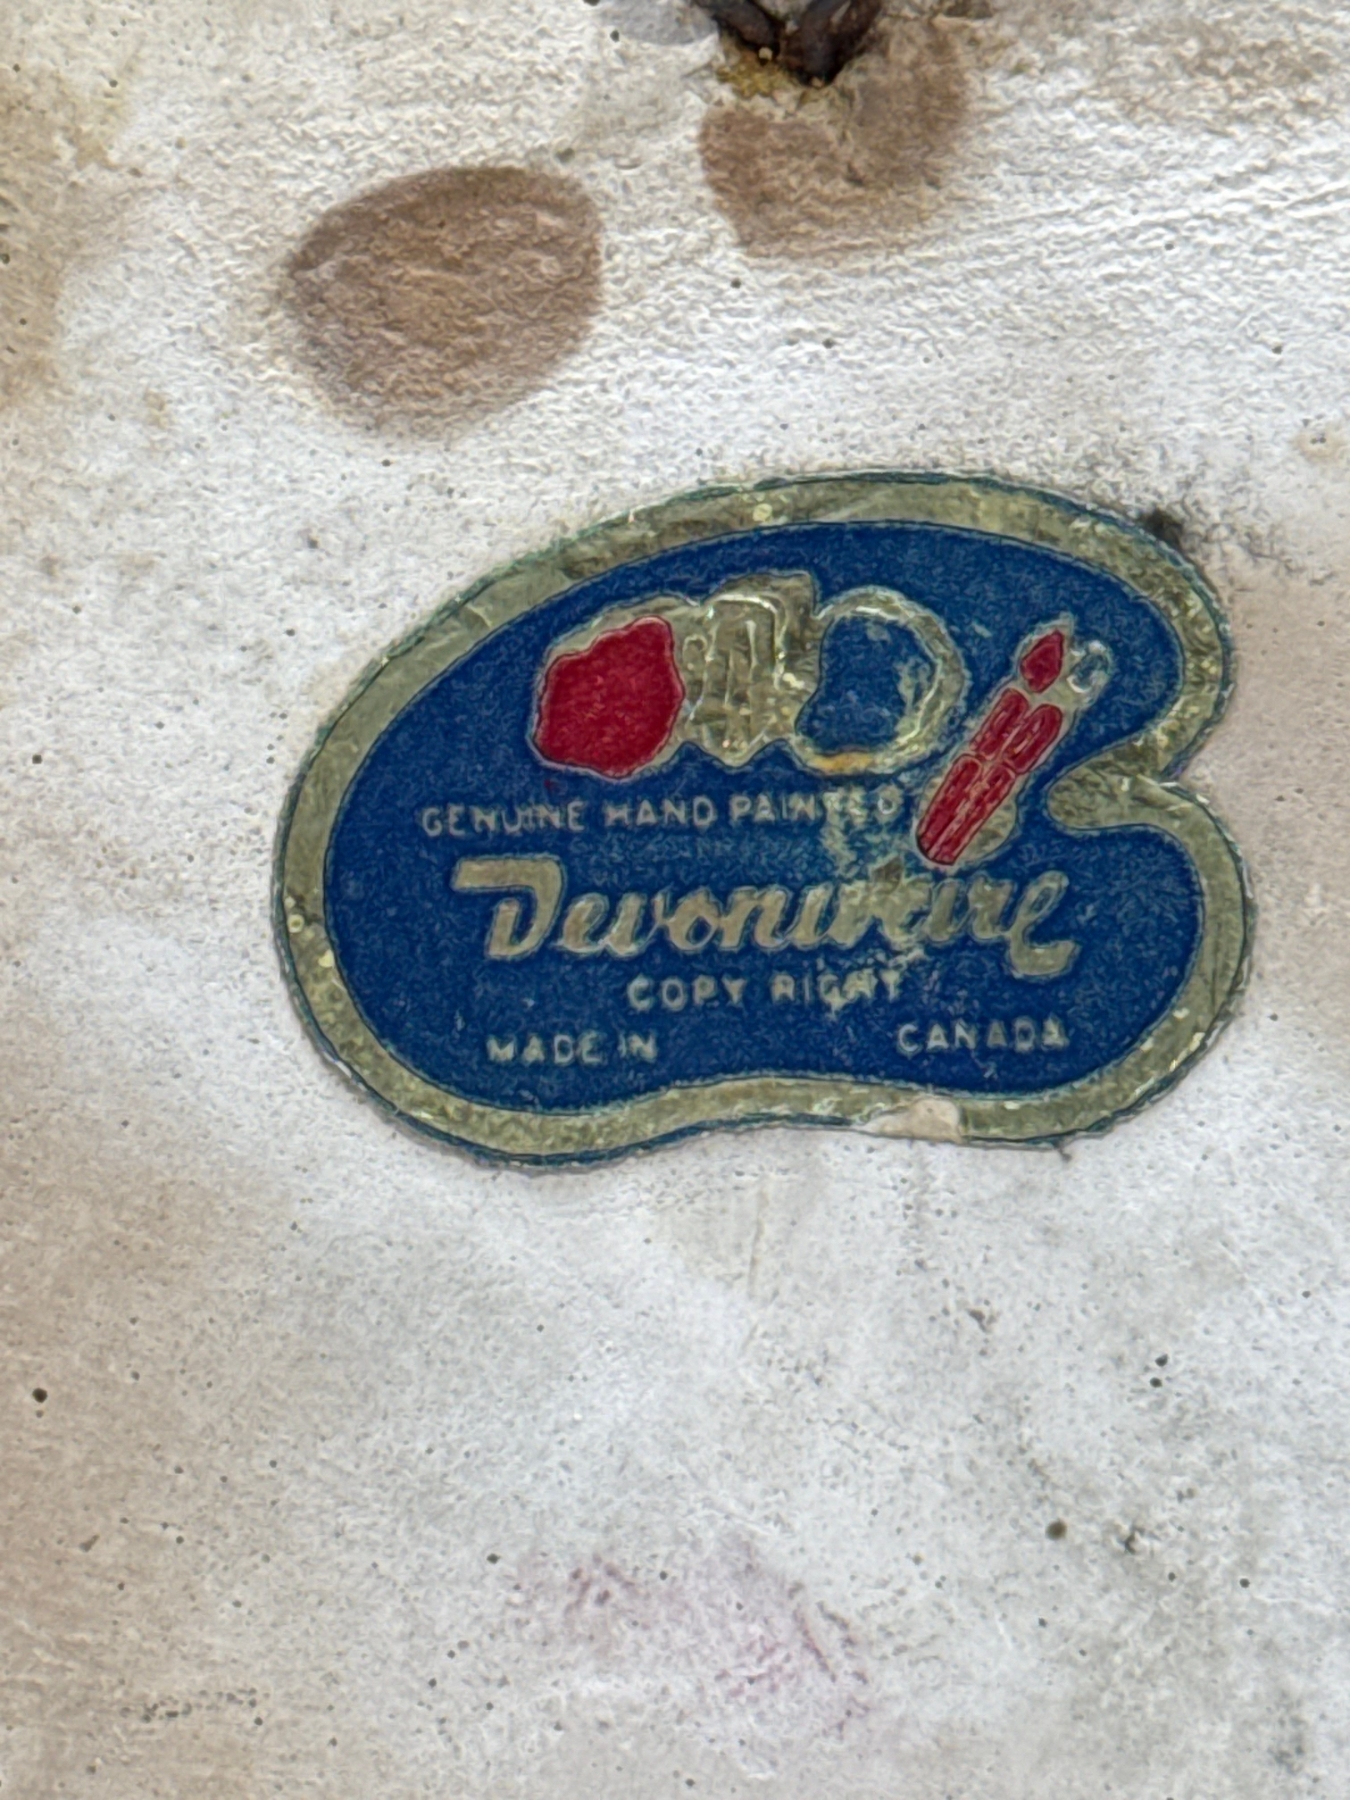 GENUINE HAND PAINTED
Devonware
COPY RIGHT
MADE IN CANADA